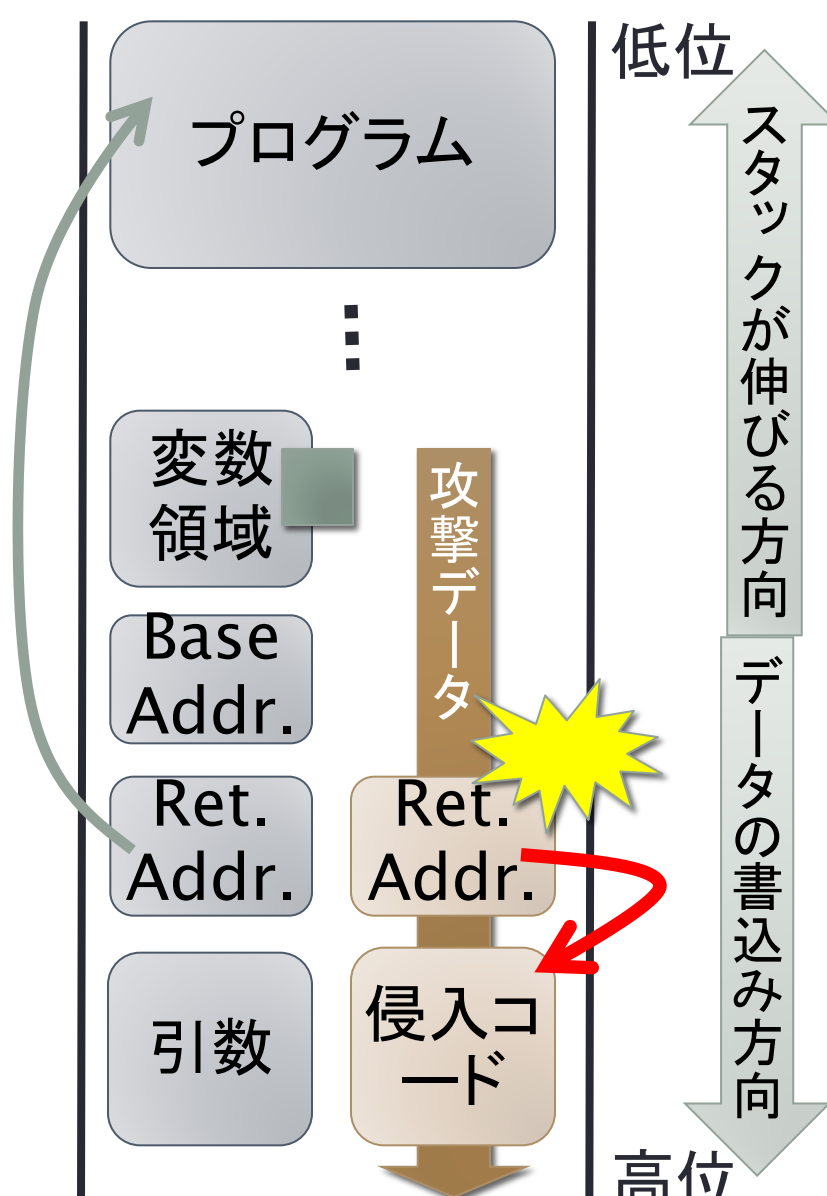 低位
プログラム
スタックが伸びる方向
変数
領域
攻撃データ
Base
Addr.
Ret.
Addr.
Ret.
Addr.
データの書込み方向
引数
侵入コ
ード
高位